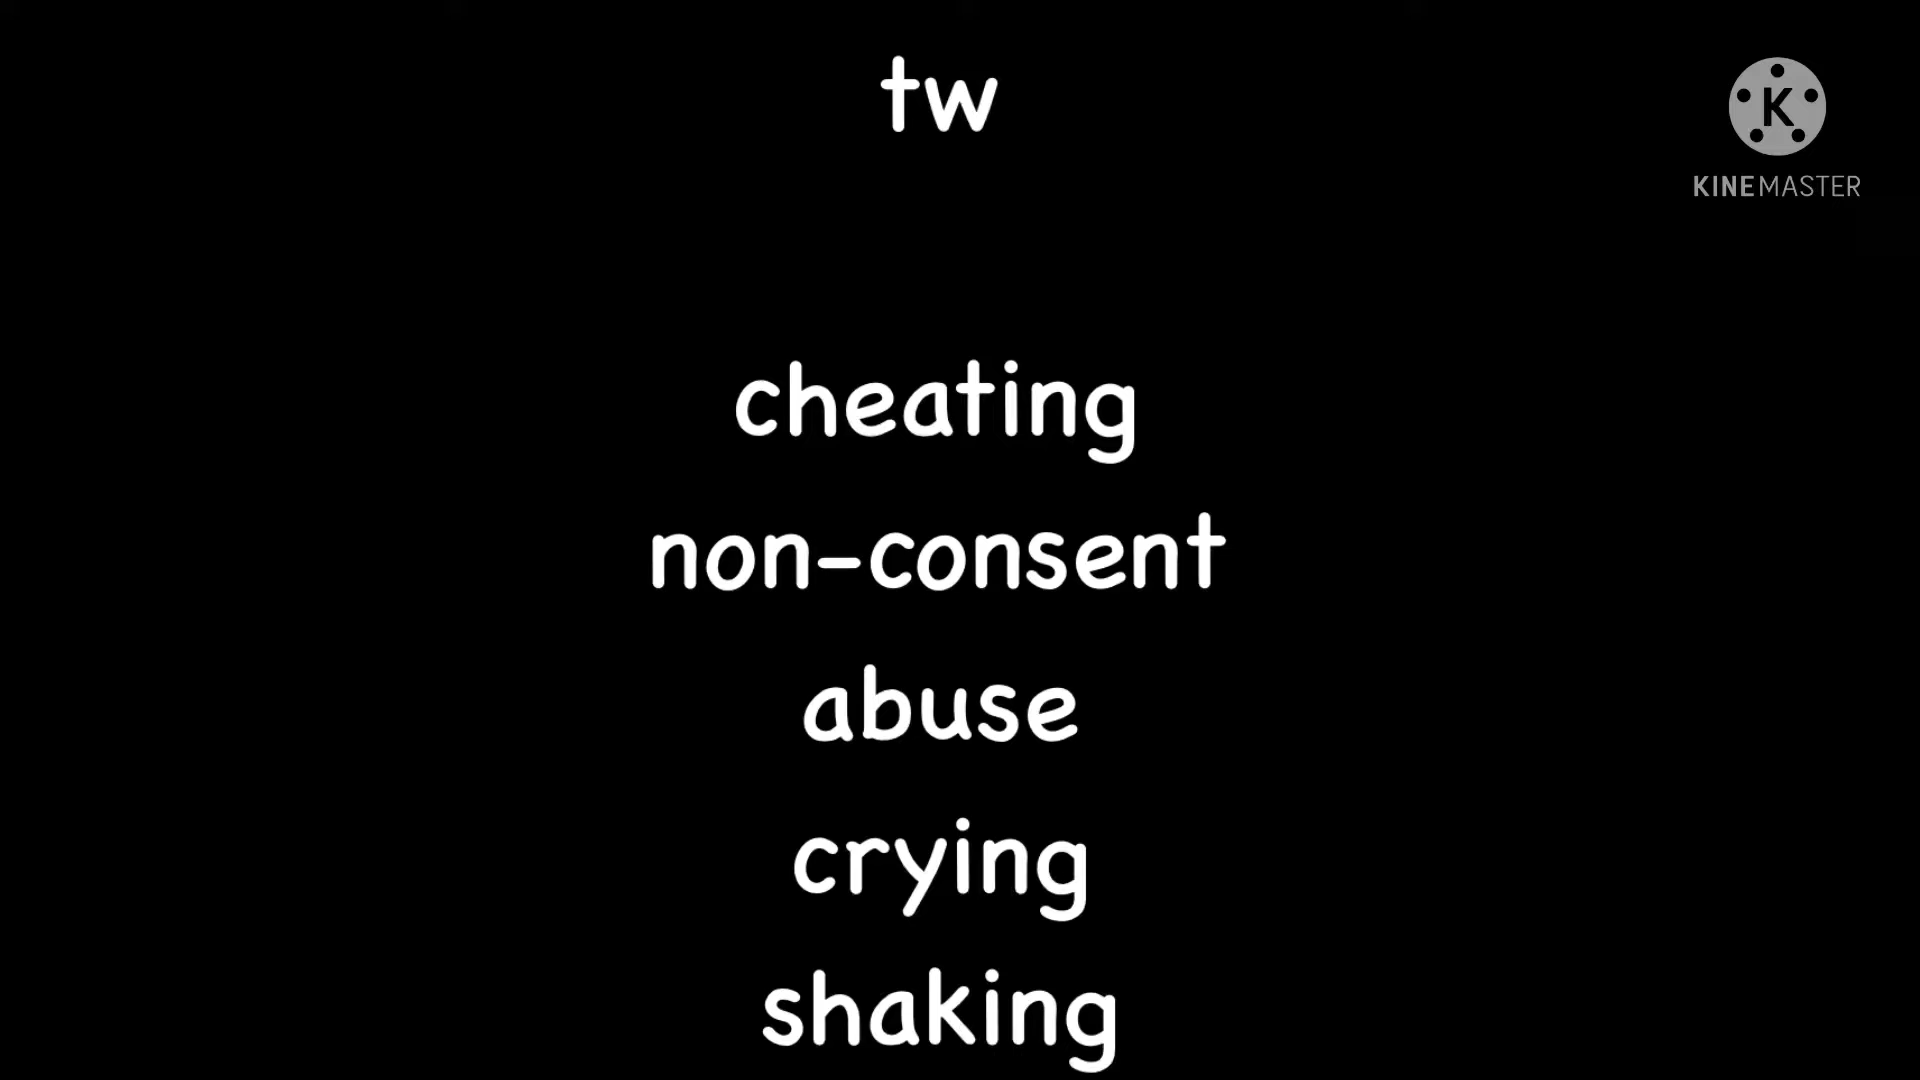 tw
K
KINEMASTER
cheating
non-consent
abuse
crying
shaking